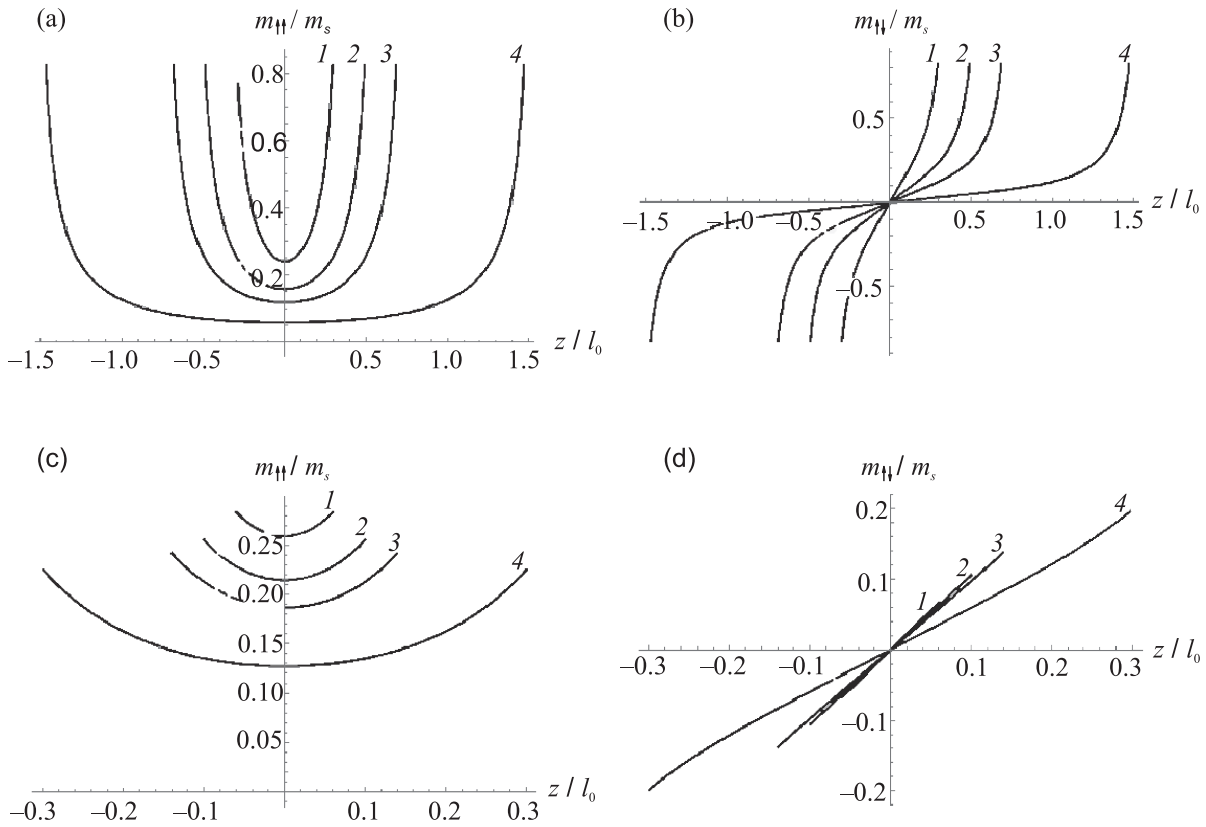 (a)
m↑↑ / mₛ
1 2 3 4
0.8
0.6
0.4
0.2
–1.5 –1.0 –0.5 0.5 1.0 1.5
z / l₀
(b)
m↑↓ / mₛ
1 2 3 4
0.5
–1.5 –1.0 –0.5 0.5 1.0 1.5
z / l₀
–0.5
(c)
m↑↑ / mₛ
1
2
3
4
0.25
0.20
0.15
0.10
0.05
–0.3 –0.2 –0.1 0.1 0.2 0.3
z / l₀
(d)
m↑↓ / mₛ
0.2
4
3
2
0.1
1
–0.3 –0.2 –0.1 0.1 0.2 0.3
z / l₀
–0.1
–0.2